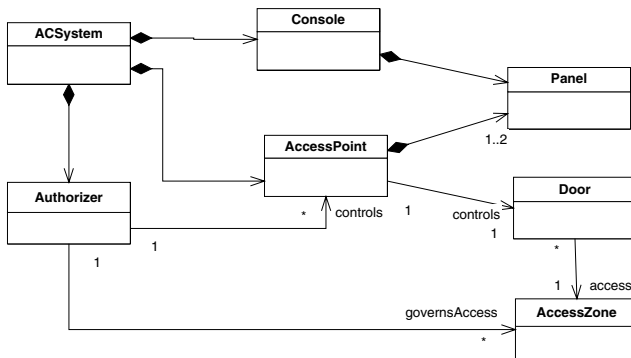 ACSystem
Console
Panel
1..2
AccessPoint
Authorizer
Door
* controls
1
controls
1
1
1
*
1 access
governsAccess
*
AccessZone